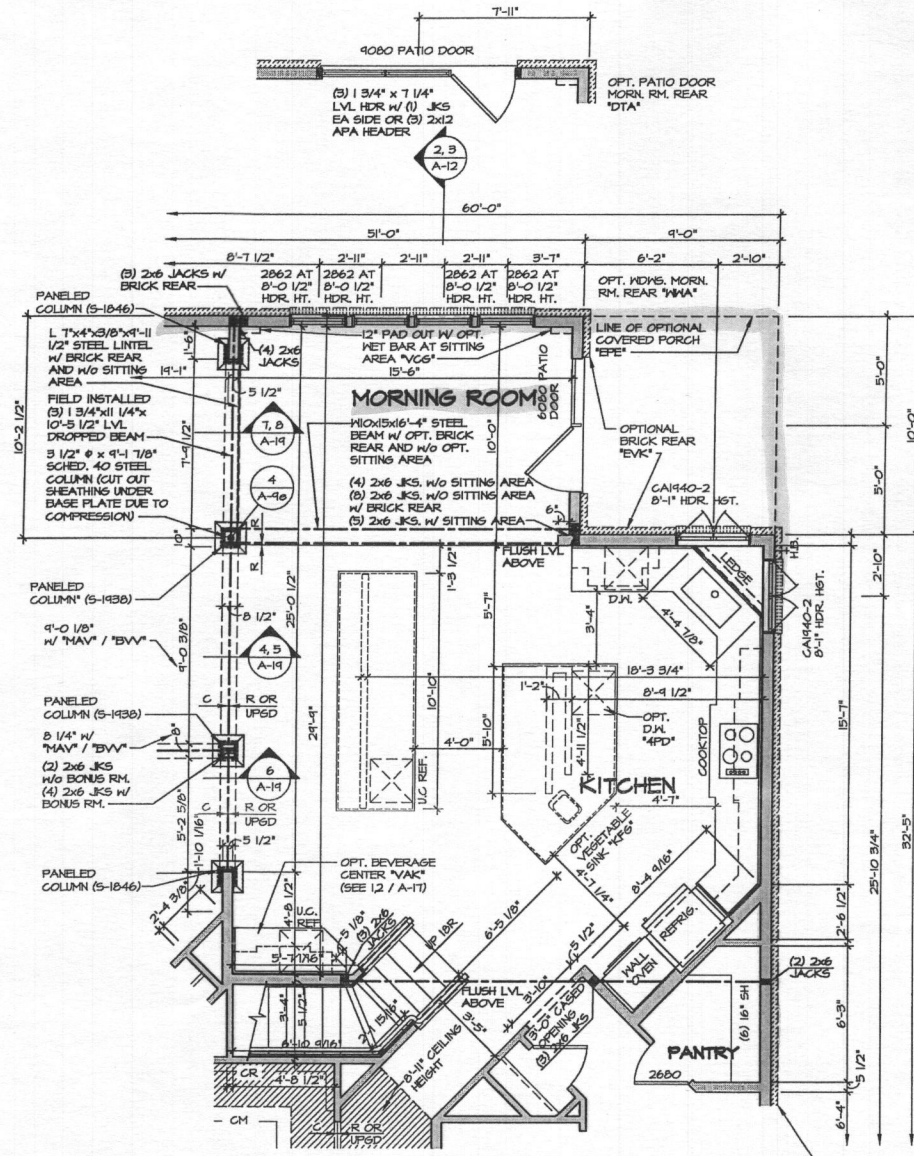 7'-11"
9080 PATIO DOOR
(3) 1 3/4" x 7 1/4"
LVL HDR W/ (1) JKS
EA SIDE OR (3) 2x12
APA HEADER
OPT. PATIO DOOR
MORN. RM. REAR
"DTA"
2, 3
A-12
60'-0"
51'-0"
9'-0"
8'-7 1/2"
2'-11"
2'-11"
2'-11"
3'-7"
6'-2"
2'-10"
(3) 2x6 JACKS W/
BRICK REAR
2862 AT
8'-0 1/2"
HDR. HT.
2862 AT
8'-0 1/2"
HDR. HT.
2862 AT
8'-0 1/2"
HDR. HT.
2862 AT
8'-0 1/2"
HDR. HT.
OPT. WDWS. MORN.
RM. REAR "WWA"
PANELED
COLUMN (S-1846)
L 7"x4"x3/8"x9'-11
1/2" STEEL LINTEL
W/ BRICK REAR
AND W/o SITTING
AREA
1'-6"
(4) 2x6
JACKS
12" PAD OUT W/ OPT.
WET BAR AT SITTING
AREA "VCS"
LINE OF OPTIONAL
COVERED PORCH
"EPE"
19'-1"
15'-6"
5 1/2"
10'-2 1/2"
FIELD INSTALLED
(3) 1 3/4"x11 1/4"x
10'-5 1/2" LVL
DROPPED BEAM
3 1/2" φ x 9'-1 7/8"
SCHED. 40 STEEL
COLUMN (CUT OUT
SHEATHING UNDER
BASE PLATE DUE TO
COMPRESSION)
7'-9 1/2"
7, 8
A-19
4
A-9e
MORNING ROOM
W10x15x16'-4" STEEL
BEAM W/ OPT. BRICK
REAR AND W/o OPT.
SITTING AREA
10'-0"
6080 PATIO
DOOR
(4) 2x6 JKS. W/o SITTING AREA
(8) 2x6 JKS. W/o SITTING AREA
W/ BRICK REAR
(5) 2x6 JKS. W/ SITTING AREA
6"
OPTIONAL
BRICK REAR
"EVK"
CA1940-2
8'-1" HDR. HGT.
5'-0"
10'-0"
5'-0"
10"
R
R
FLUSH LVL
ABOVE
H.B.
2'-10"
PANELED
COLUMN" (S-1938)
1'-3 1/2"
D.W.
LEDGE
CA1940-2
8'-1" HDR. HGT.
8 1/2"
25'-0 1/2"
5'-7"
3'-4"
4'-4 7/8"
9'-0 1/8"
W/ "MAV" / "BVV"
9'-0 3/8"
4, 5
A-19
18'-3 3/4"
8'-9 1/2"
1'-2"
15'-7"
PANELED
COLUMN (S-1938)
C
R OR
UPGD
10'-10"
29'-9"
4'-0"
5'-10"
4'-11 1/2"
OPT.
D.W.
"4PD"
COOKTOP
8 1/4" W/
"MAV" / "BVV"
8"
(2) 2x6 JKS
W/o BONUS RM.
(4) 2x6 JKS W/
BONUS RM.
6
A-19
U.C REF.
KITCHEN
4'-7"
32'-5"
5'-2 5/8"
C
R OR
UPGD
1'-10 1/16"
5 1/2"
OPT.
VEGETABLE
SINK "KFG"
4'-7 1/4"
25'-10 3/4"
PANELED
COLUMN (S-1846)
OPT. BEVERAGE
CENTER "VAK"
(SEE 1,2 / A-17)
8'-4 9/16"
2'-4 3/8"
4'-8 1/2"
U.C.
REF.
5 1/8"
(3) 2x6
JACKS
UP 18R
6'-5 1/8"
5 1/2"
REFRIG.
2'-6 1/2"
5'-7 1/16"
WALL
OVEN
(2) 2x6
JACKS
FLUSH LVL
ABOVE
3'-10"
3'-4"
5 1/2"
2'-1 15/16"
3'-5"
3'-0" CASED
OPENING
(3) 2x6 JKS
(6) 16" SH
6'-3"
6'-10 9/16"
8'-11" CEILING
HEIGHT
PANTRY
2680
5 1/2"
CR
4'-8 1/2"
6'-4"
CM
C
R OR
UPGD